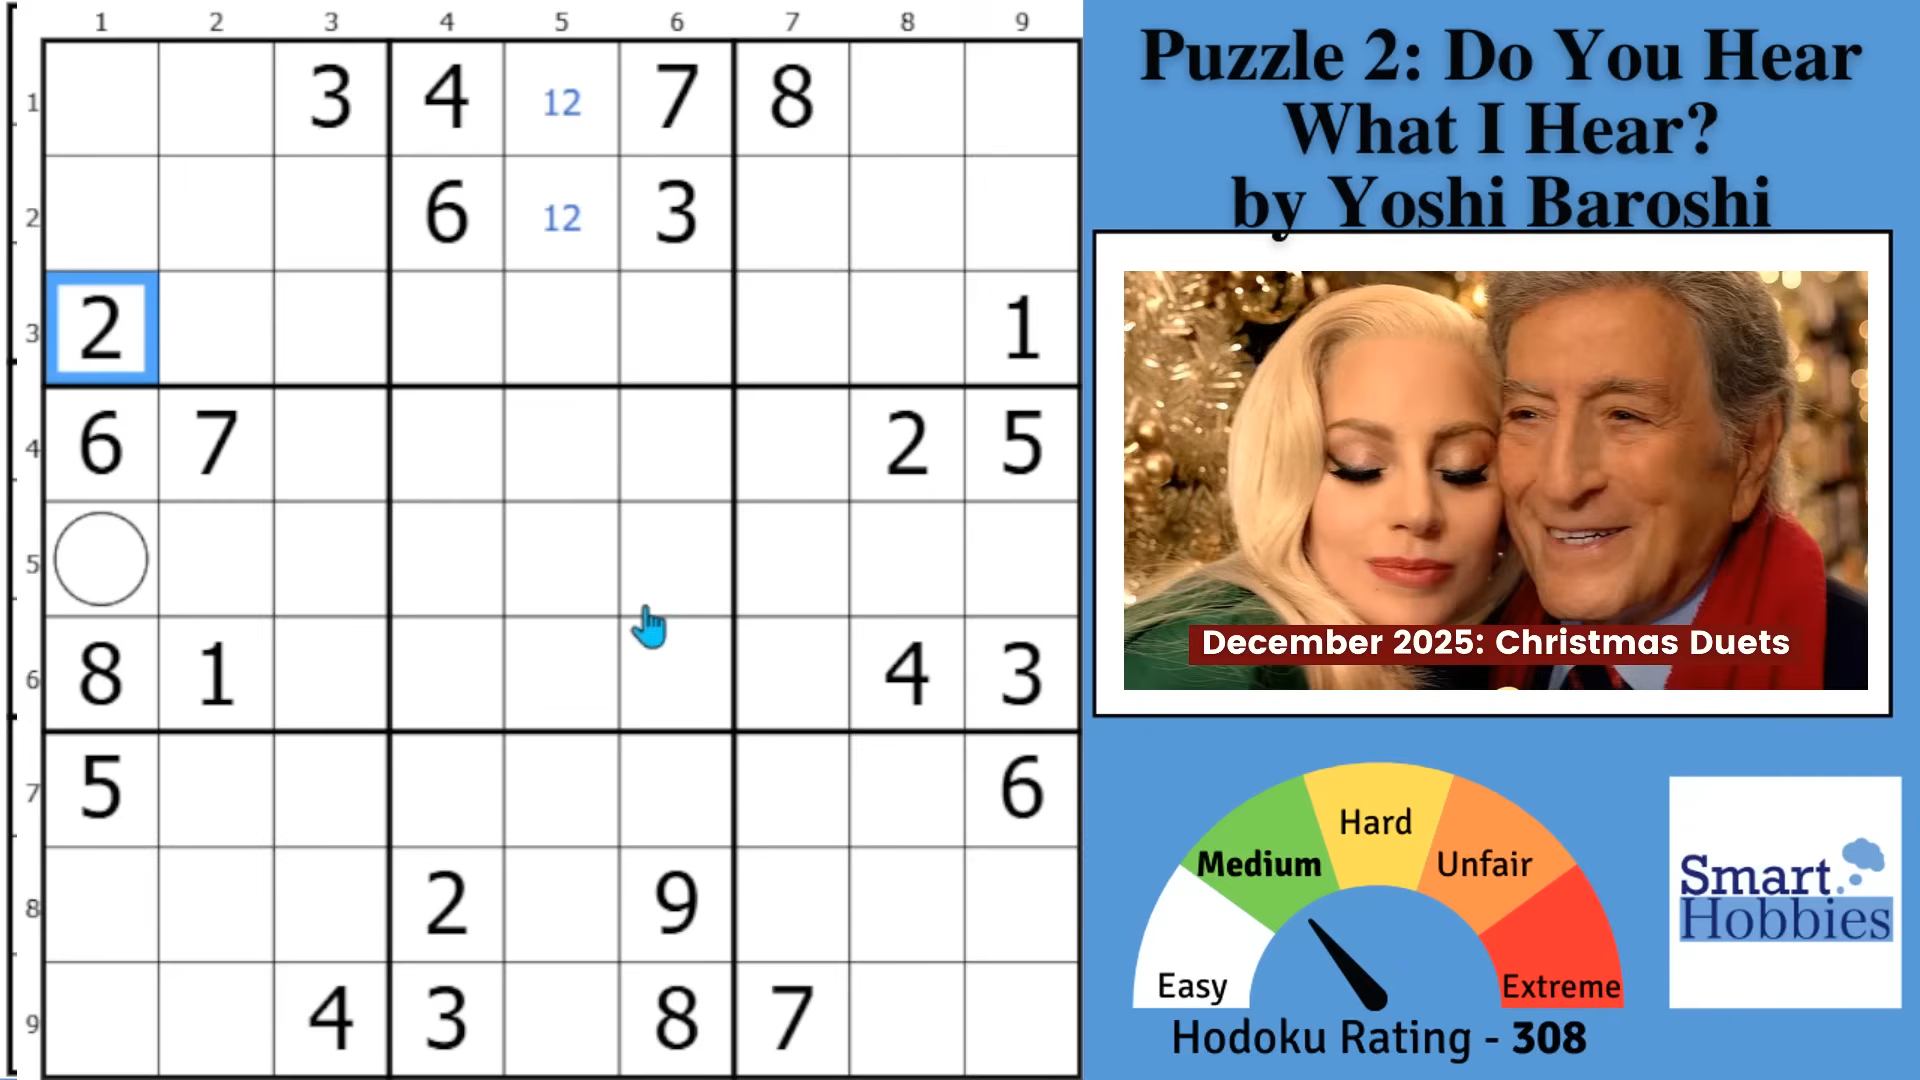 1 2 3 4 5 6 7 8 9
1 3 4 12 7 8
2 6 12 3
3 2 1
4 6 7 2 5
5
6 8 1 4 3
7 5 6
8 2 9
9 4 3 8 7
Puzzle 2: Do You Hear
What I Hear?
by Yoshi Baroshi
December 2025: Christmas Duets
Hard
Medium
Unfair
Easy
Extreme
Hodoku Rating - 308
Smart
Hobbies